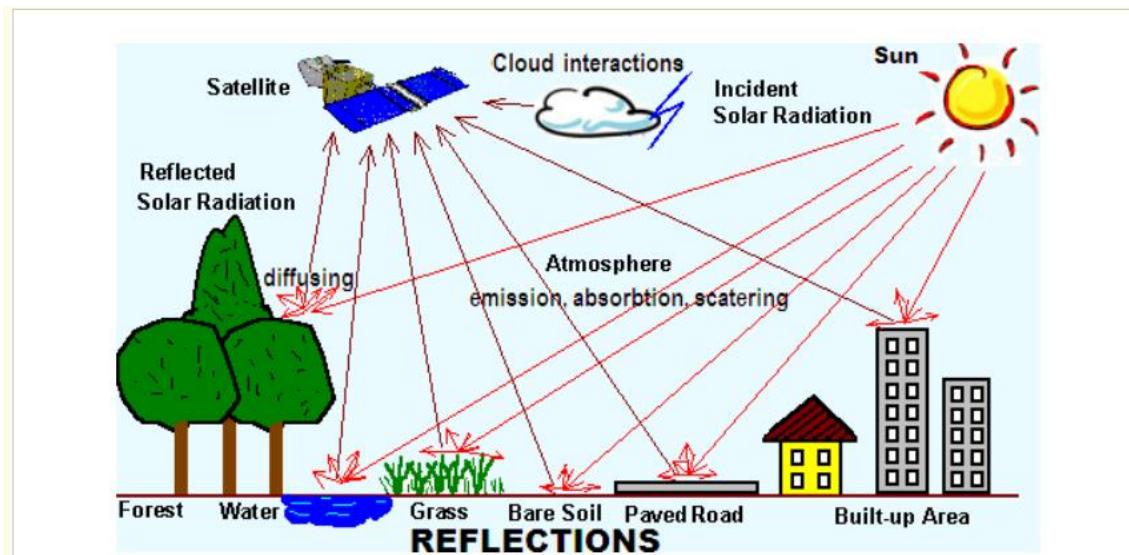 Sun
Cloud interactions
Satellite
Incident
Solar Radiation
Reflected
Solar Radiation
diffusing
Atmosphere
emission, absorbtion, scatering
Forest
Water
Grass
Bare Soil
Paved Road
Built-up Area
REFLECTIONS